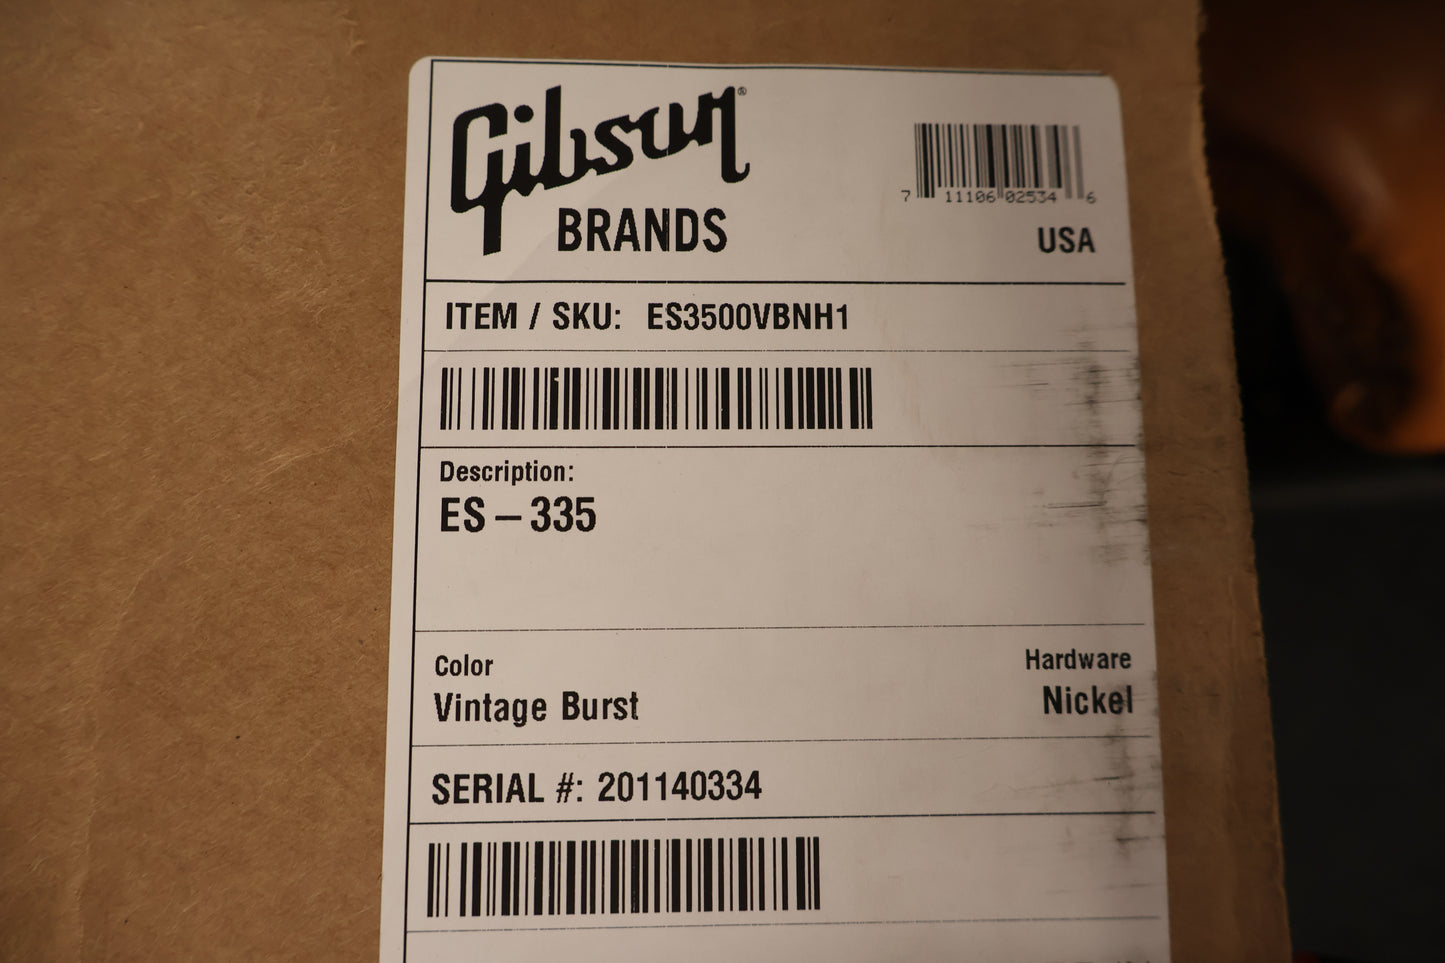 Gibson®
BRANDS
7 11106 02534 6
USA
ITEM / SKU: ES3500VBNH1
Description:
ES – 335
Color
Hardware
Vintage Burst
Nickel
SERIAL #: 201140334